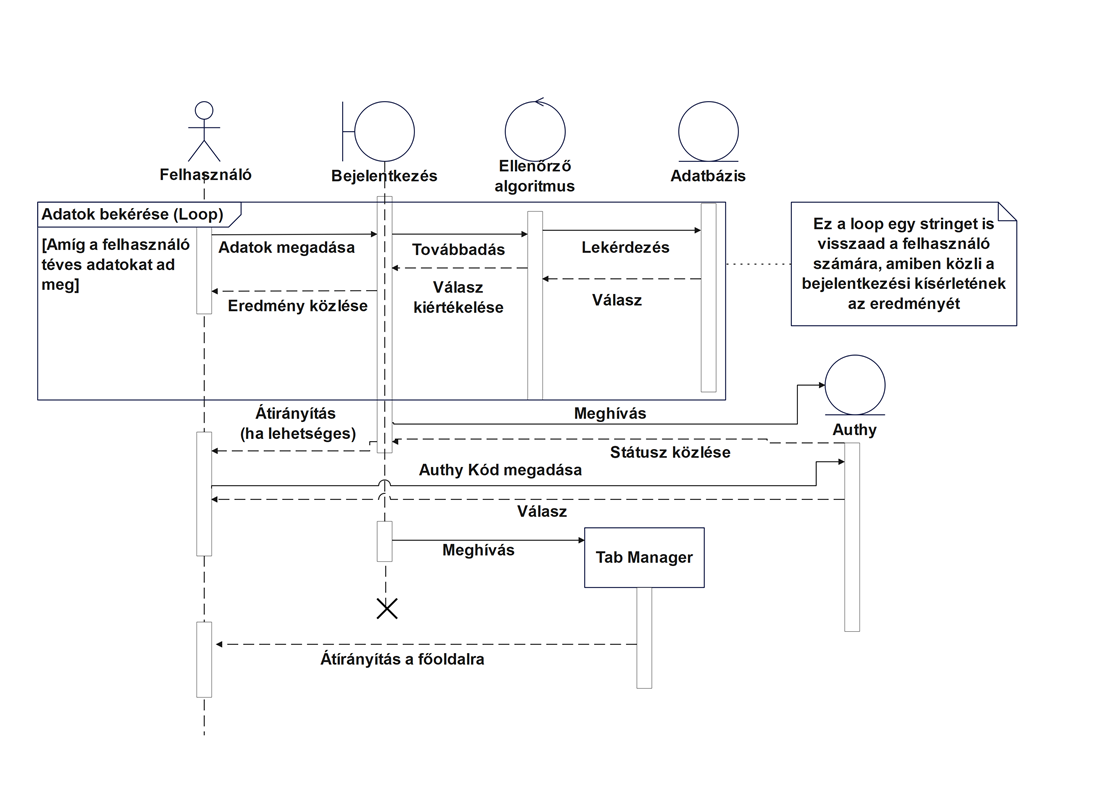 Felhasználó
Bejelentkezés
Ellenőrző
algoritmus
Adatbázis
Adatok bekérése (Loop)
[Amíg a felhasználó
téves adatokat ad
meg]
Adatok megadása
Továbbadás
Lekérdezés
Válasz
kiértékelése
Válasz
Eredmény közlése
Ez a loop egy stringet is
visszaad a felhasználó
számára, amiben közli a
bejelentkezési kísérletének
az eredményét
Átirányítás
(ha lehetséges)
Meghívás
Authy
Státusz közlése
Authy Kód megadása
Válasz
Meghívás
Tab Manager
Átírányítás a főoldalra